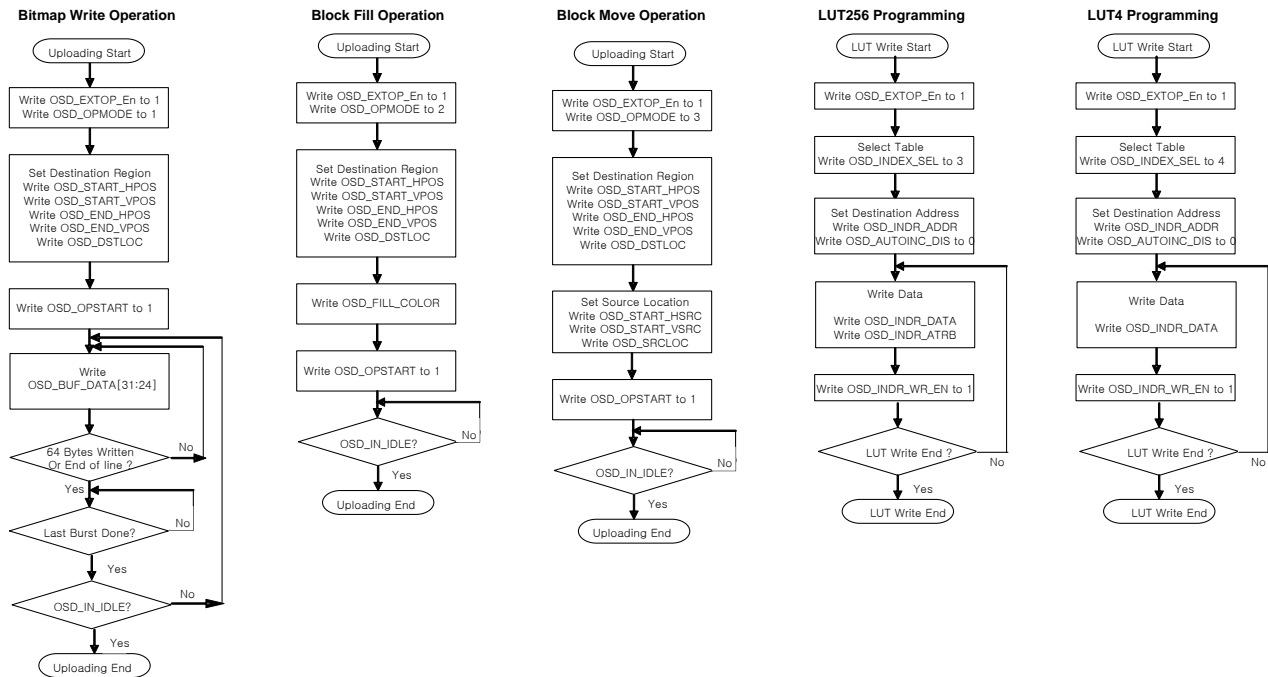 Bitmap Write Operation
Uploading Start
Write OSD_EXTOP_En to 1
Write OSD_OPMODE to 1
Set Destination Region
Write OSD_START_HPOS
Write OSD_START_VPOS
Write OSD_END_HPOS
Write OSD_END_VPOS
Write OSD_DSTLOC
Write OSD_OPSTART to 1
Write
OSD_BUF_DATA[31:24]
64 Bytes Written
Or End of line ?
No
Yes
Last Burst Done?
No
Yes
OSD_IN_IDLE?
No
Yes
Uploading End
Block Fill Operation
Uploading Start
Write OSD_EXTOP_En to 1
Write OSD_OPMODE to 2
Set Destination Region
Write OSD_START_HPOS
Write OSD_START_VPOS
Write OSD_END_HPOS
Write OSD_END_VPOS
Write OSD_DSTLOC
Write OSD_FILL_COLOR
Write OSD_OPSTART to 1
OSD_IN_IDLE?
No
Yes
Uploading End
Block Move Operation
Uploading Start
Write OSD_EXTOP_En to 1
Write OSD_OPMODE to 3
Set Destination Region
Write OSD_START_HPOS
Write OSD_START_VPOS
Write OSD_END_HPOS
Write OSD_END_VPOS
Write OSD_DSTLOC
Set Source Location
Write OSD_START_HSRC
Write OSD_START_VSRC
Write OSD_SRCLOC
Write OSD_OPSTART to 1
OSD_IN_IDLE?
No
Yes
Uploading End
LUT256 Programming
LUT Write Start
Write OSD_EXTOP_En to 1
Select Table
Write OSD_INDEX_SEL to 3
Set Destination Address
Write OSD_INDR_ADDR
Write OSD_AUTOINC_DIS to 0
Write Data
Write OSD_INDR_DATA
Write OSD_INDR_ATRB
Write OSD_INDR_WR_EN to 1
LUT Write End ?
No
Yes
LUT Write End
LUT4 Programming
LUT Write Start
Write OSD_EXTOP_En to 1
Select Table
Write OSD_INDEX_SEL to 4
Set Destination Address
Write OSD_INDR_ADDR
Write OSD_AUTOINC_DIS to 0
Write Data
Write OSD_INDR_DATA
Write OSD_INDR_WR_EN to 1
LUT Write End ?
No
Yes
LUT Write End